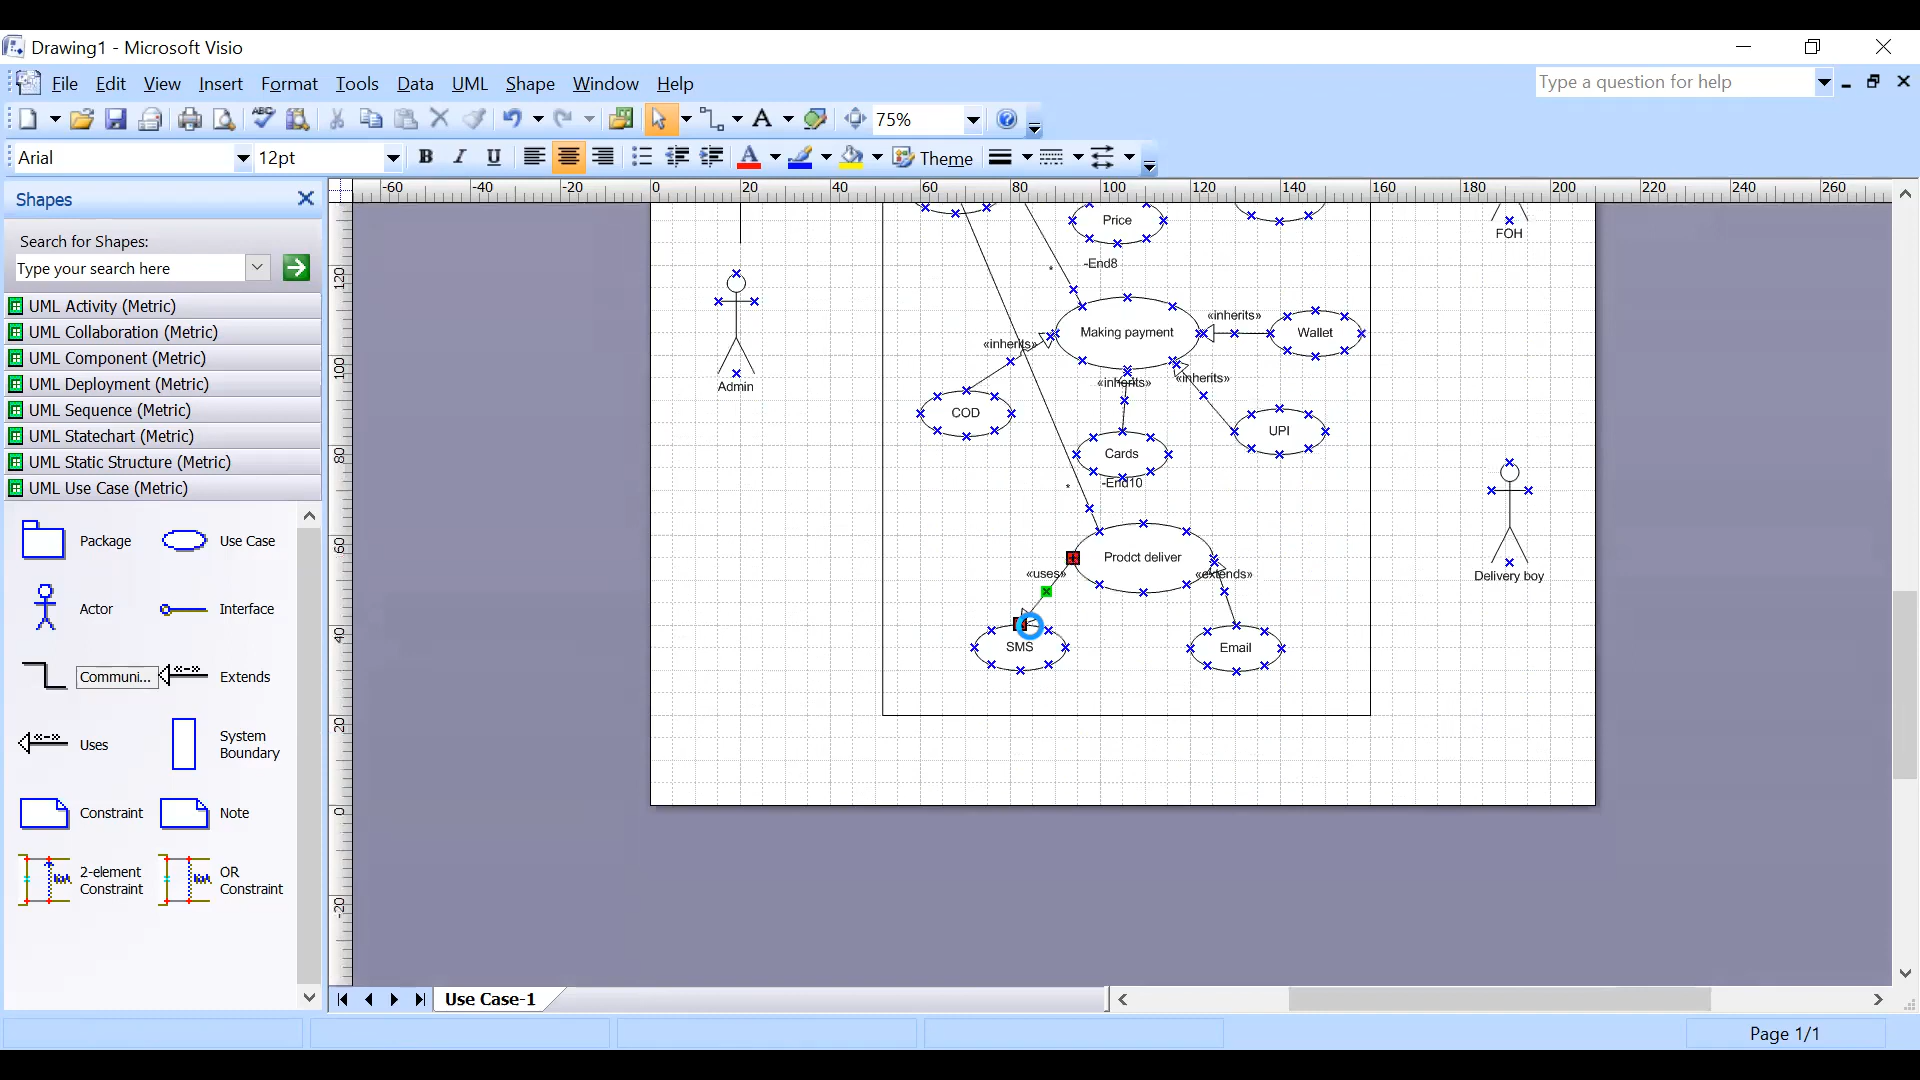 Drawing1 - Microsoft Visio
File Edit View Insert Format Tools Data UML Shape Window Help
Type a question for help
75%
Arial 12pt B I U Theme
Shapes
Search for Shapes:
Type your search here
UML Activity (Metric)
UML Collaboration (Metric)
UML Component (Metric)
UML Deployment (Metric)
UML Sequence (Metric)
UML Statechart (Metric)
UML Static Structure (Metric)
UML Use Case (Metric)
Package Use Case
Actor Interface
Communi... Extends
Uses System Boundary
Constraint Note
2-element Constraint OR Constraint
-60 -40 -20 0 20 40 60 80 100 120 140 160 180 200 220 240 260
120
100
80
60
40
20
0
-20
Price
FOH
-End8
*
Admin
Making payment
«inherits»
Wallet
«inherits»
«inherits»
«inherits»
COD
UPI
Cards
-End10
*
Prodct deliver
«uses»
«extends»
Delivery boy
SMS
Email
Use Case-1
Page 1/1